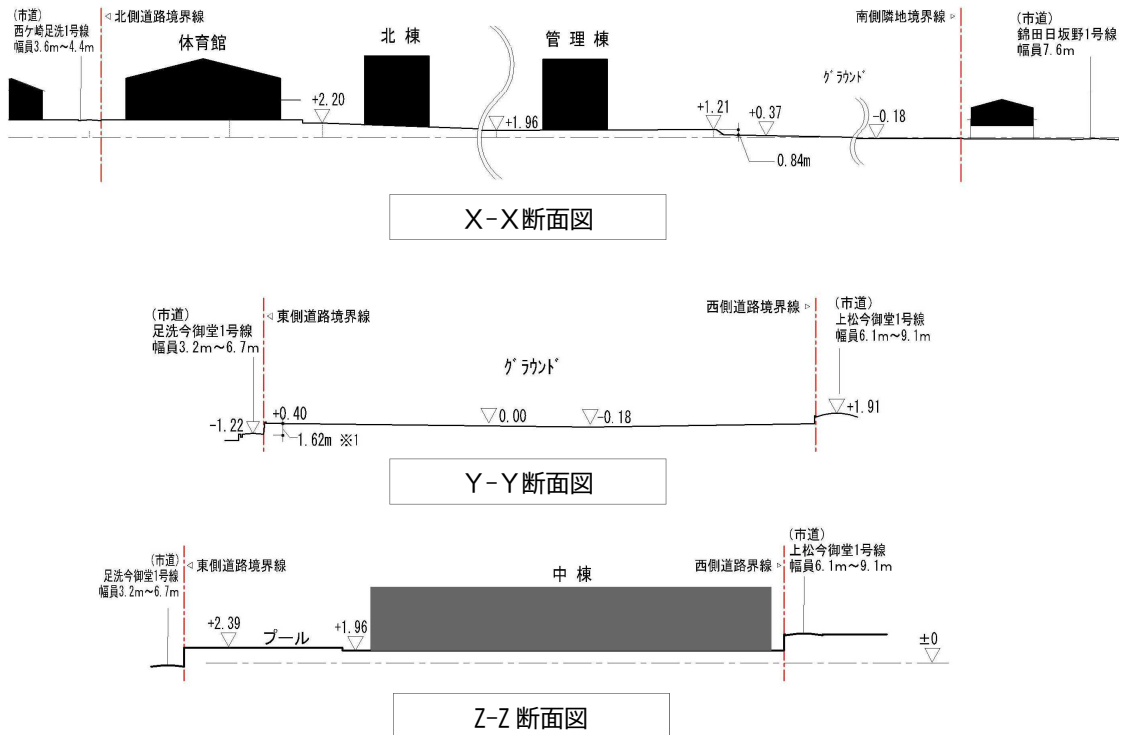 (市道)
西ケ崎足洗1号線
幅員3.6m～4.4m
◁北側道路境界線
体育館
北 棟
管 理 棟
グラウンド
南側隣地境界線▷
(市道)
錦田日坂野1号線
幅員7.6m
+2.20
+1.96
+1.21
+0.37
-0.18
0.84m
X-X断面図
(市道)
足洗今御堂1号線
幅員3.2m～6.7m
◁東側道路境界線
グラウンド
西側道路境界線▷
(市道)
上松今御堂1号線
幅員6.1m～9.1m
-1.22
+0.40
0.00
-0.18
+1.91
1.62m ※1
Y-Y断面図
(市道)
足洗今御堂1号線
幅員3.2m～6.7m
◁東側道路境界線
中 棟
西側道路界線▷
(市道)
上松今御堂1号線
幅員6.1m～9.1m
+2.39
プール
+1.96
±0
Z-Z 断面図